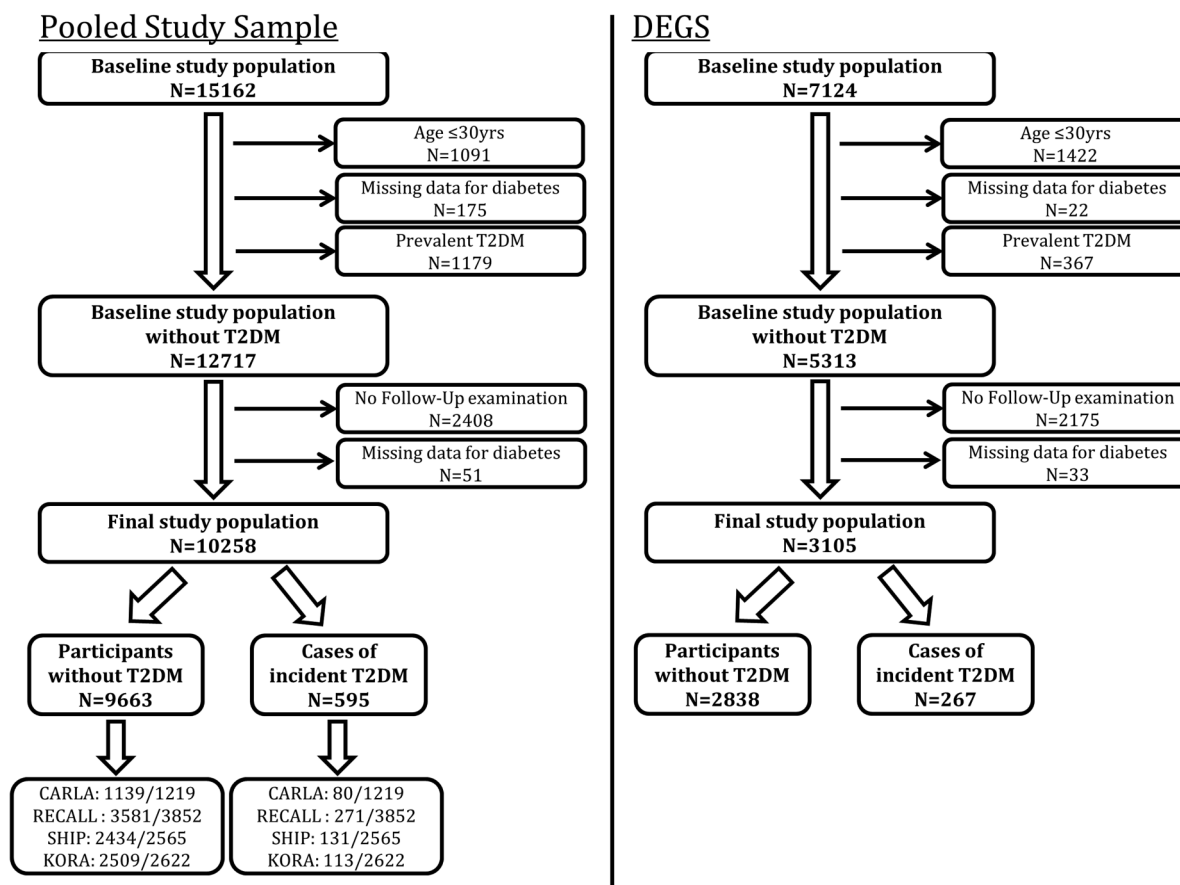 Pooled Study Sample
Baseline study population
N=15162
Age ≤30yrs
N=1091
Missing data for diabetes
N=175
Prevalent T2DM
N=1179
Baseline study population
without T2DM
N=12717
No Follow-Up examination
N=2408
Missing data for diabetes
N=51
Final study population
N=10258
Participants
without T2DM
N=9663
Cases of
incident T2DM
N=595
CARLA: 1139/1219
RECALL : 3581/3852
SHIP: 2434/2565
KORA: 2509/2622
CARLA: 80/1219
RECALL: 271/3852
SHIP: 131/2565
KORA: 113/2622
DEGS
Baseline study population
N=7124
Age ≤30yrs
N=1422
Missing data for diabetes
N=22
Prevalent T2DM
N=367
Baseline study population
without T2DM
N=5313
No Follow-Up examination
N=2175
Missing data for diabetes
N=33
Final study population
N=3105
Participants
without T2DM
N=2838
Cases of
incident T2DM
N=267